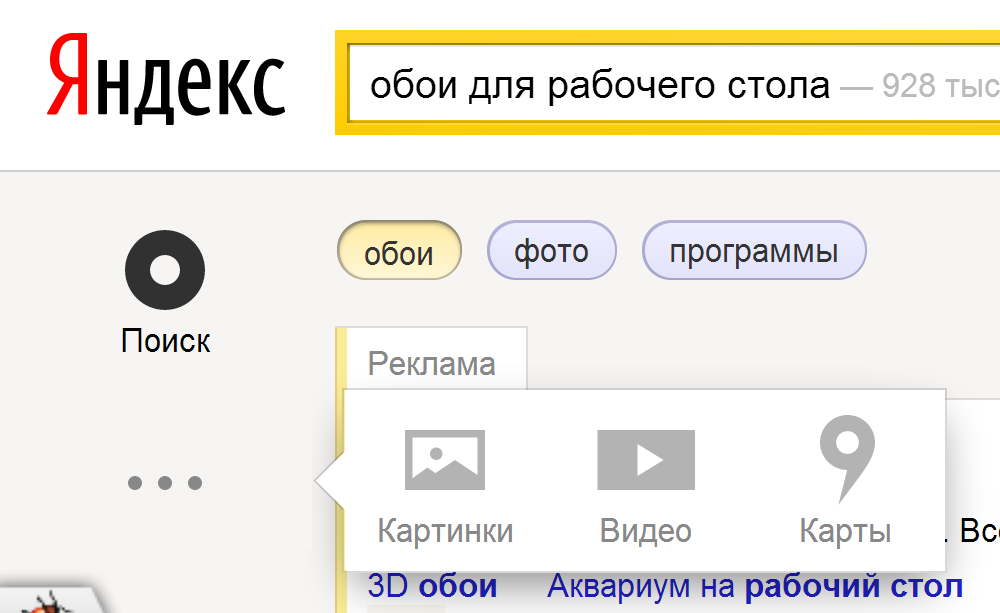 Яндекс
обои для рабочего стола — 928 тыс
обои фото программы
Поиск
Реклама
Картинки Видео Карты
. Все
3D обои Аквариум на рабочий стол